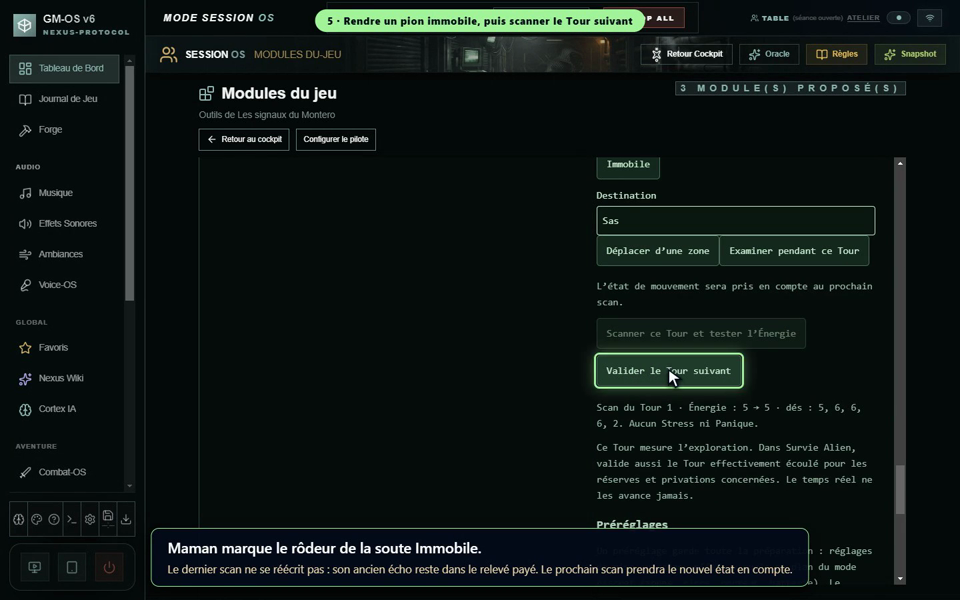 GM-OS v6
NEXUS-PROTOCOL
MODE SESSION OS
5 · Rendre un pion immobile, puis scanner le Tour suivant
P ALL
TABLE (séance ouverte) ATELIER
SESSION OS MODULES DU-JEU
Retour Cockpit
Oracle
Règles
Snapshot
Tableau de Bord
Journal de Jeu
Forge
AUDIO
Musique
Effets Sonores
Ambiances
Voice-OS
GLOBAL
Favoris
Nexus Wiki
Cortex IA
AVENTURE
Combat-OS
Modules du jeu
3 MODULE(S) PROPOSÉ(S)
Outils de Les signaux du Montero
Retour au cockpit
Configurer le pilote
Immobile
Destination
Sas
Déplacer d’une zone
Examiner pendant ce Tour
L’état de mouvement sera pris en compte au prochain
scan.
Scanner ce Tour et tester l’Énergie
Valider le Tour suivant
Scan du Tour 1 · Énergie : 5 → 5 · dés : 5, 6, 6,
6, 2. Aucun Stress ni Panique.
Ce Tour mesure l’exploration. Dans Survie Alien,
valide aussi le Tour effectivement écoulé pour les
réserves et privations concernées. Le temps réel ne
les avance jamais.
Préréglages
: réglages
du mode
Le
Maman marque le rôdeur de la soute Immobile.
Le dernier scan ne se réécrit pas : son ancien écho reste dans le relevé payé. Le prochain scan prendra le nouvel état en compte.